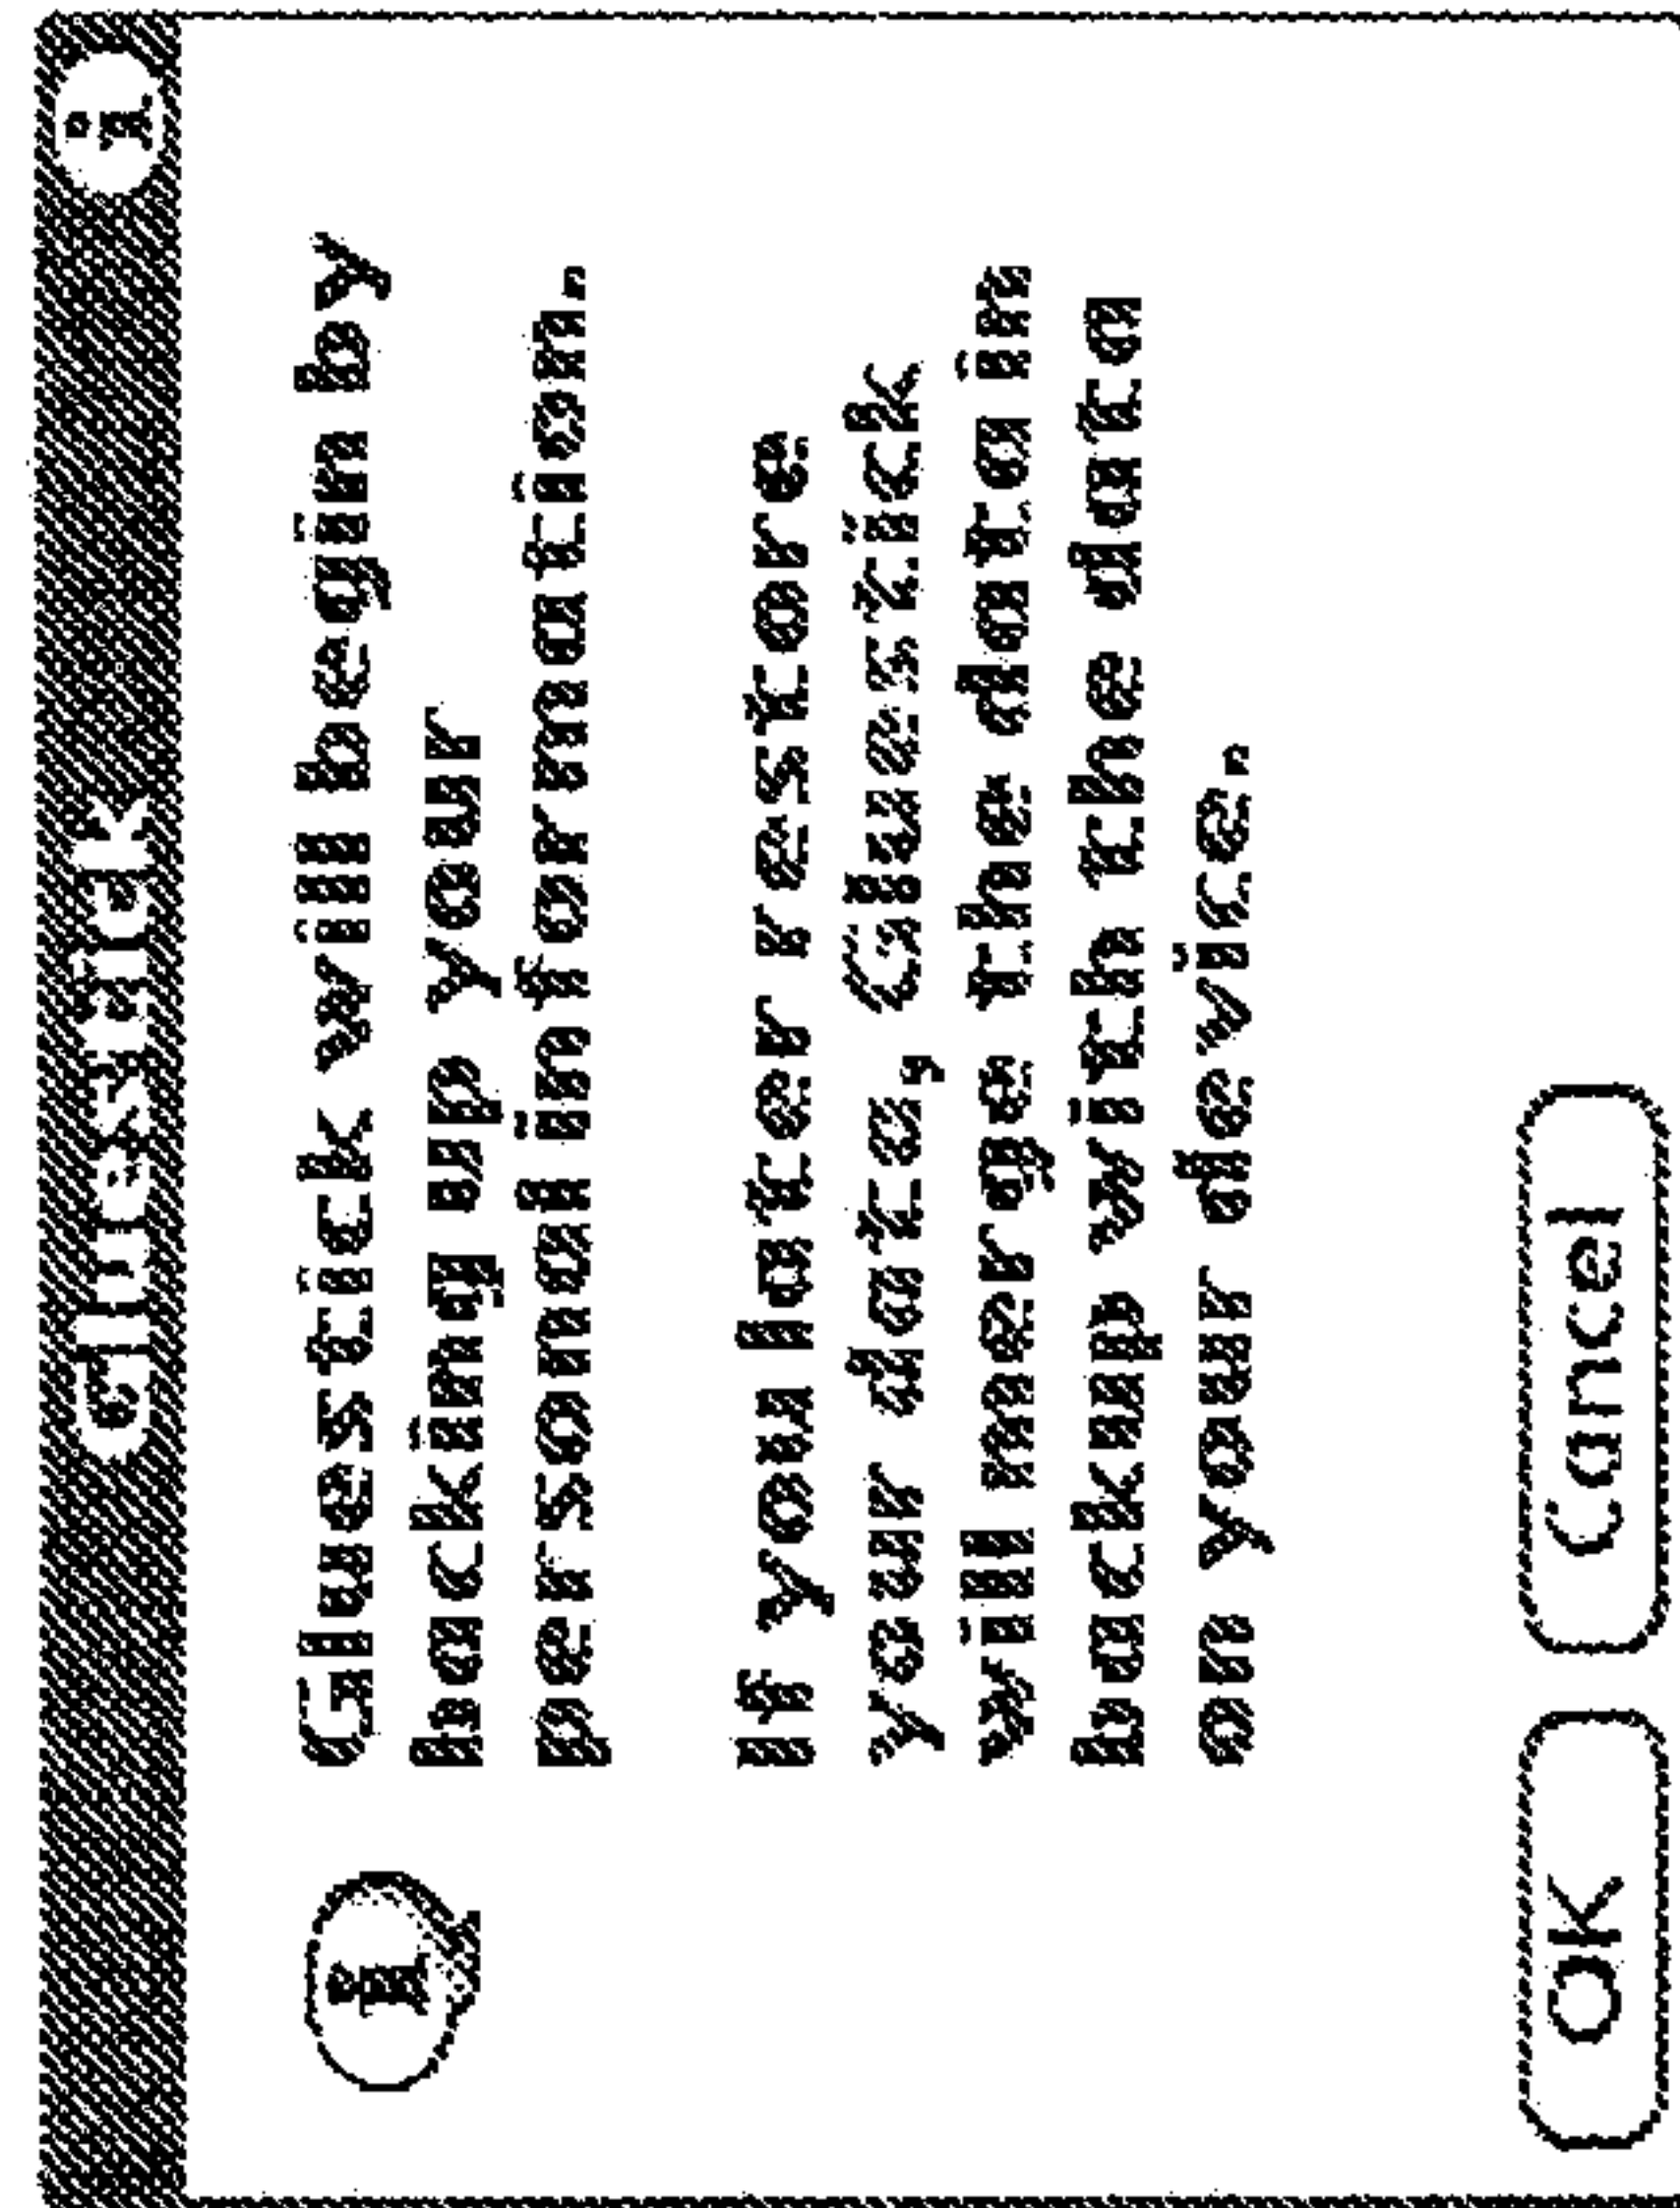 Gluestick
i
i
Gluestick will begin by
backing up your
personal information.
If you later restore
your data, Gluestick
will merge the data in
backup with the data
on your device.
OK
Cancel